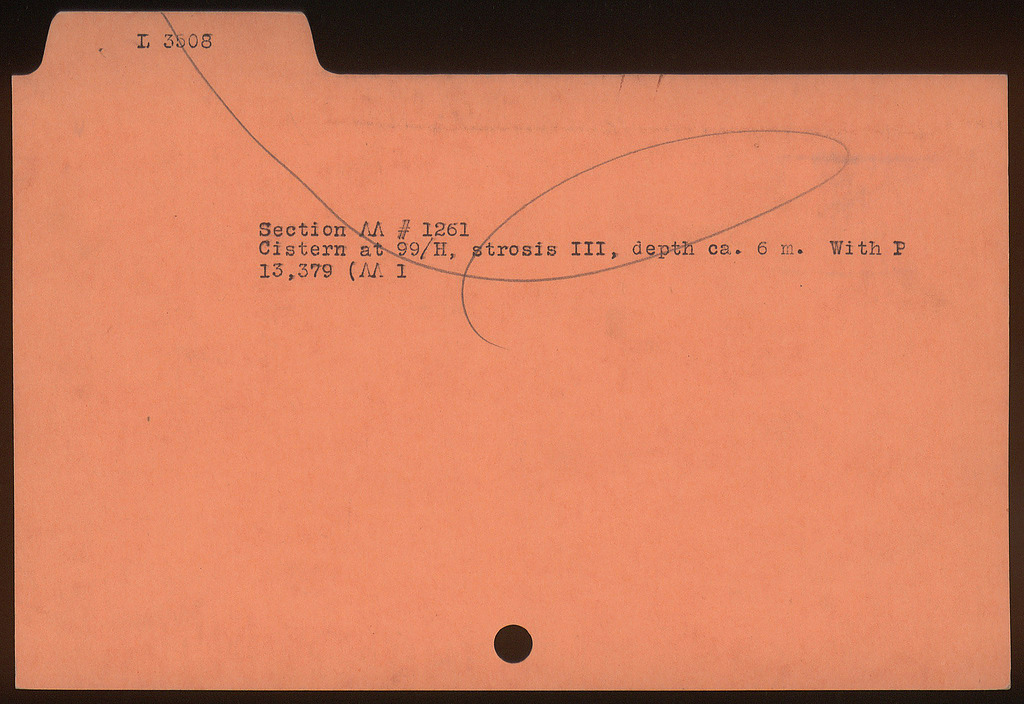 L 3508
Section ΛΛ # 1261
Cistern at 99/H, strosis III, depth ca. 6 m. With P
13,379 (ΛΛ 1